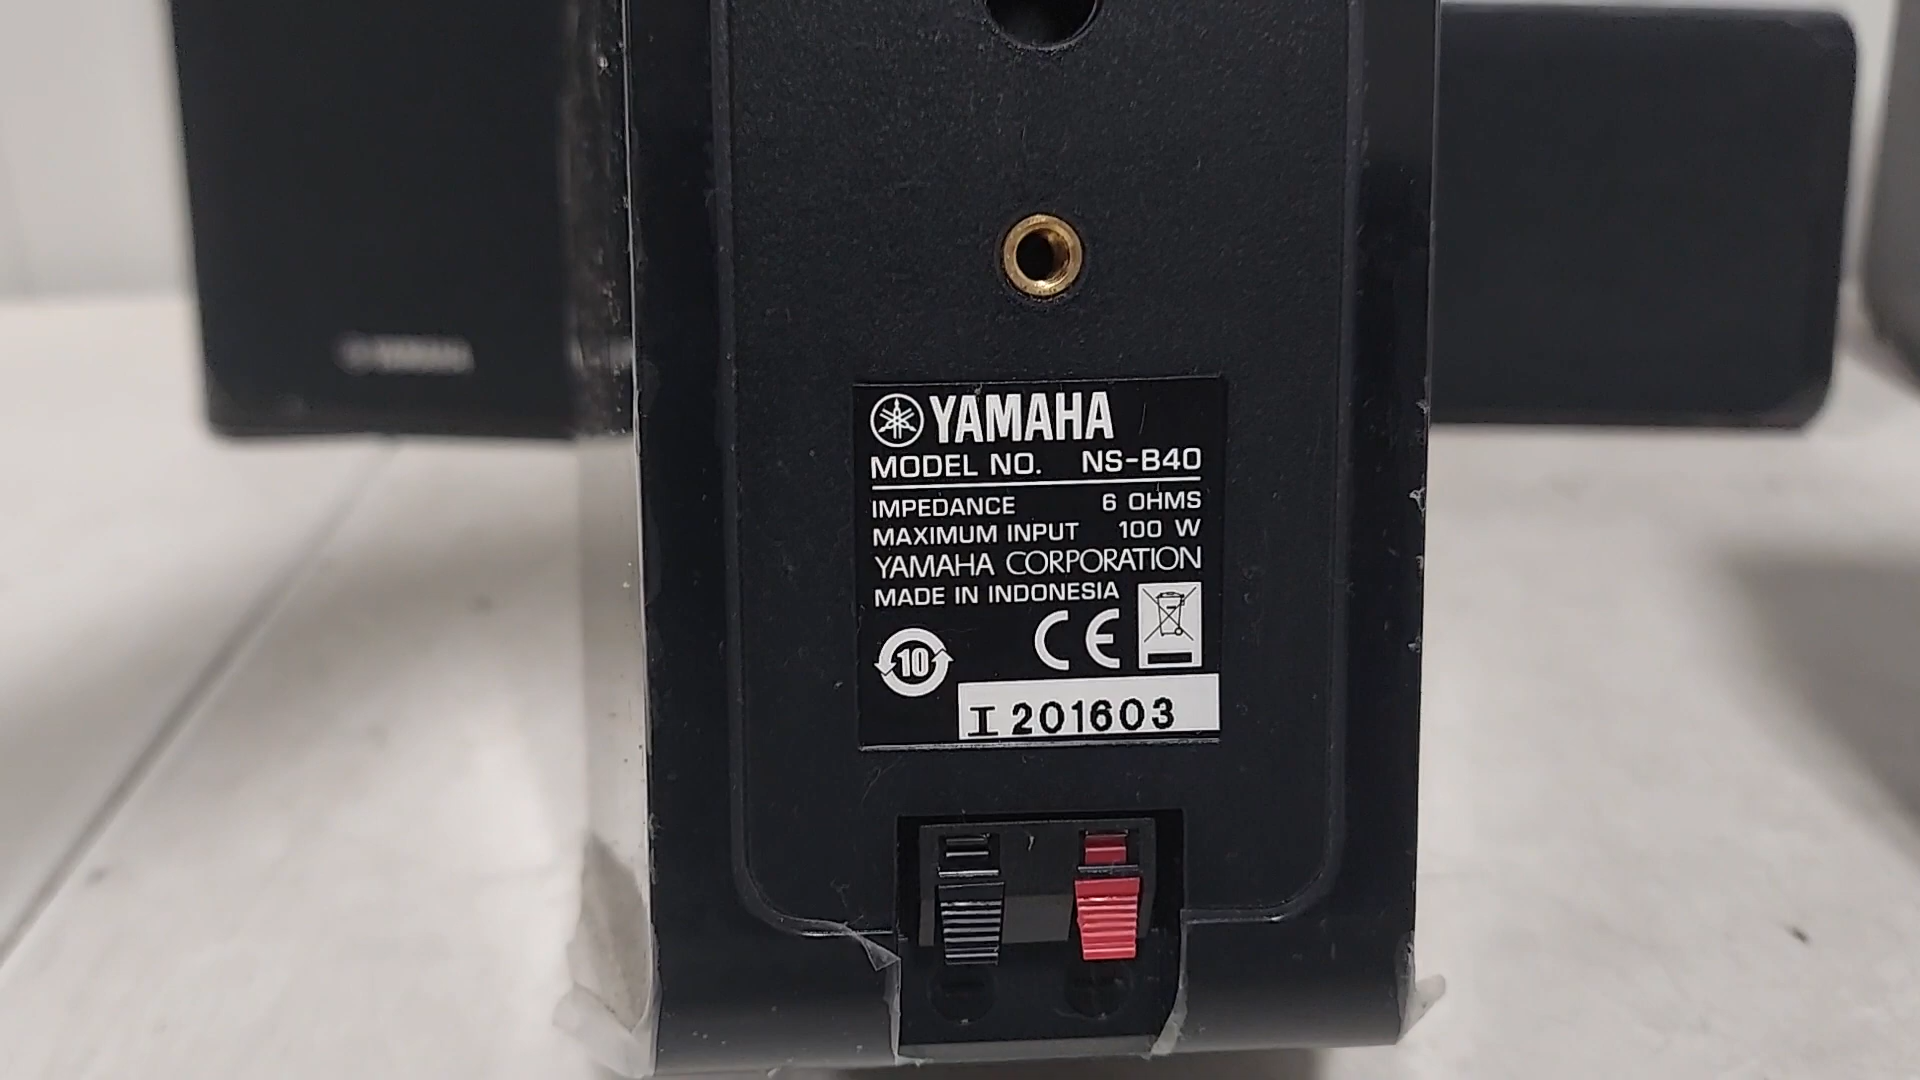 YAMAHA
YAMAHA
MODEL NO. NS-B40
IMPEDANCE 6 OHMS
MAXIMUM INPUT 100 W
YAMAHA CORPORATION
MADE IN INDONESIA
CE
10
I 201603